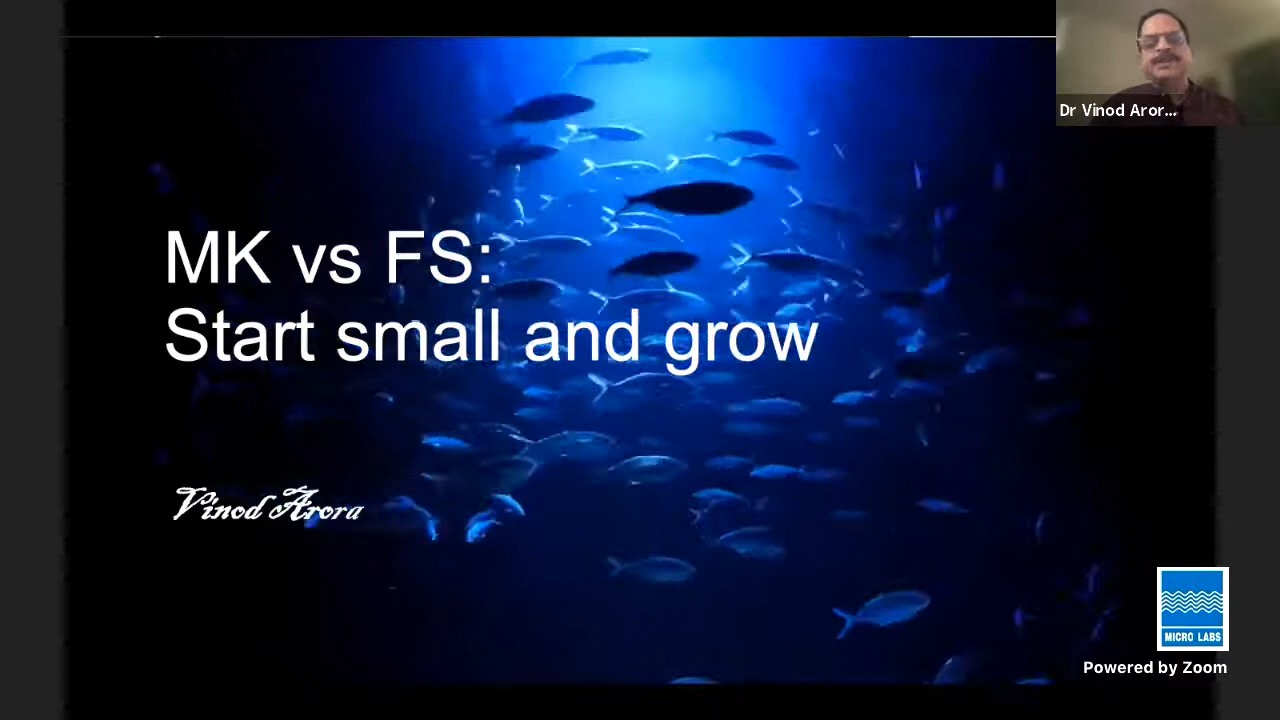 Dr Vinod Aror...
MK vs FS:
Start small and grow
Vinod Arora
MICRO LABS
Powered by Zoom